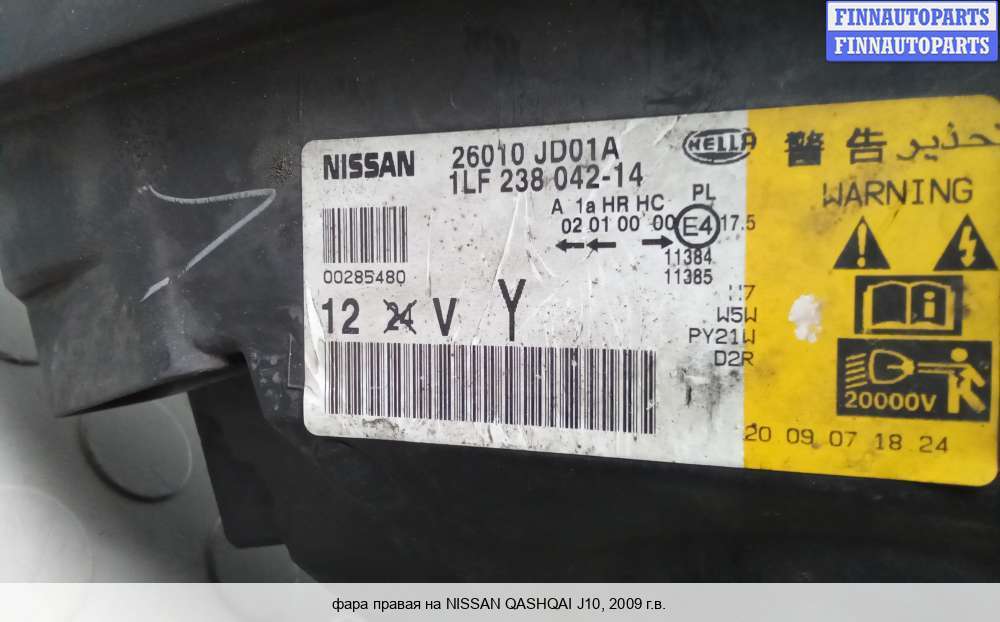 FINNAUTOPARTS
FINNAUTOPARTS
NISSAN
26010 JD01A
1LF 238 042-14
HELLA
警告
تحذير
WARNING
A 1a HR HC
PL
02 01 00 00
E4
17.5
11384
11385
00285480
12 24 V
Y
H7
W5W
PY21W
D2R
20000V
20 09 07 18 24
фара правая на NISSAN QASHQAI J10, 2009 г.в.